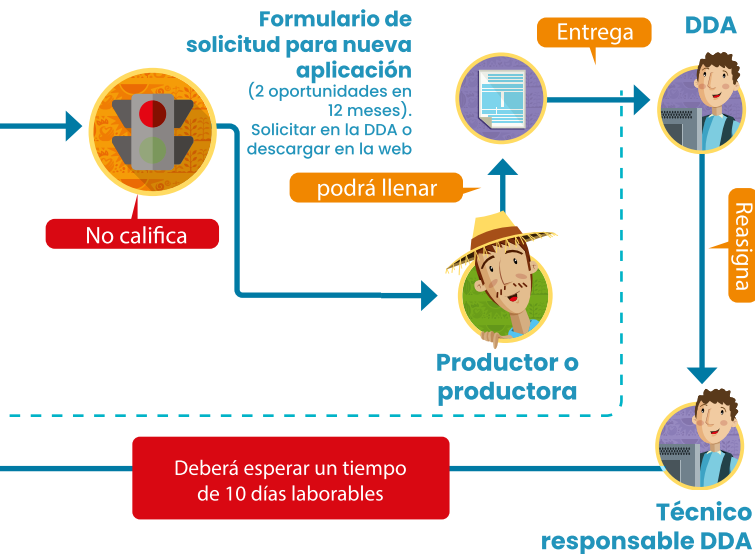 Formulario de
solicitud para nueva
aplicación
(2 oportunidades en
12 meses).
Solicitar en la DDA o
descargar en la web
Entrega
DDA
podrá llenar
No califica
Reasigna
Productor o
productora
Deberá esperar un tiempo
de 10 días laborables
Técnico
responsable DDA